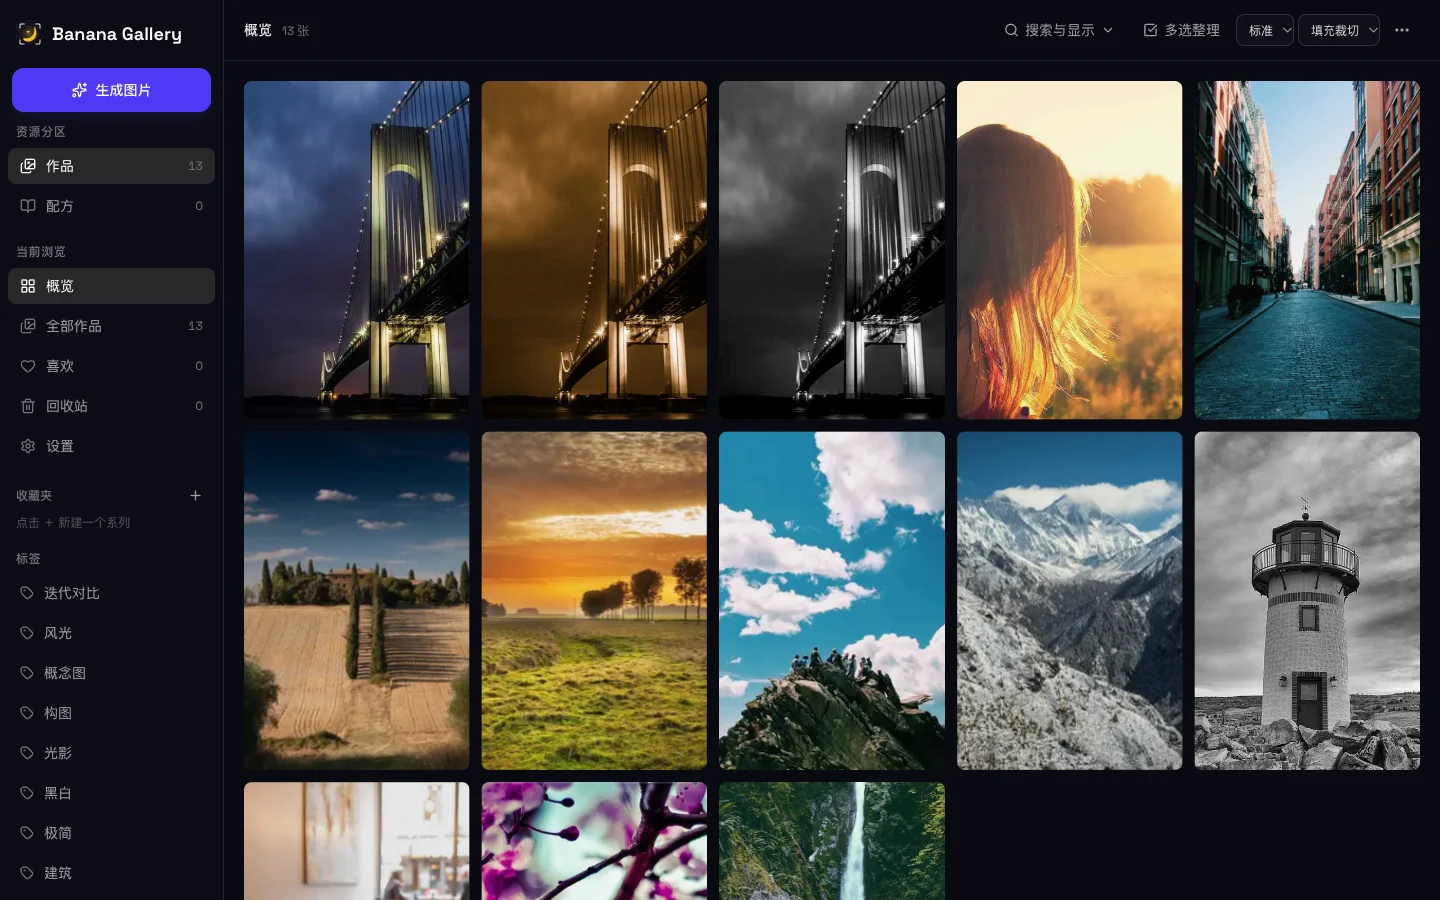 Banana Gallery
生成图片
资源分区
作品 13
配方 0
当前浏览
概览
全部作品 13
喜欢 0
回收站 0
设置
收藏夹 +
点击 + 新建一个系列
标签
迭代对比
风光
概念图
构图
光影
黑白
极简
建筑
概览 13 张
搜索与显示
多选整理
标准
填充裁切